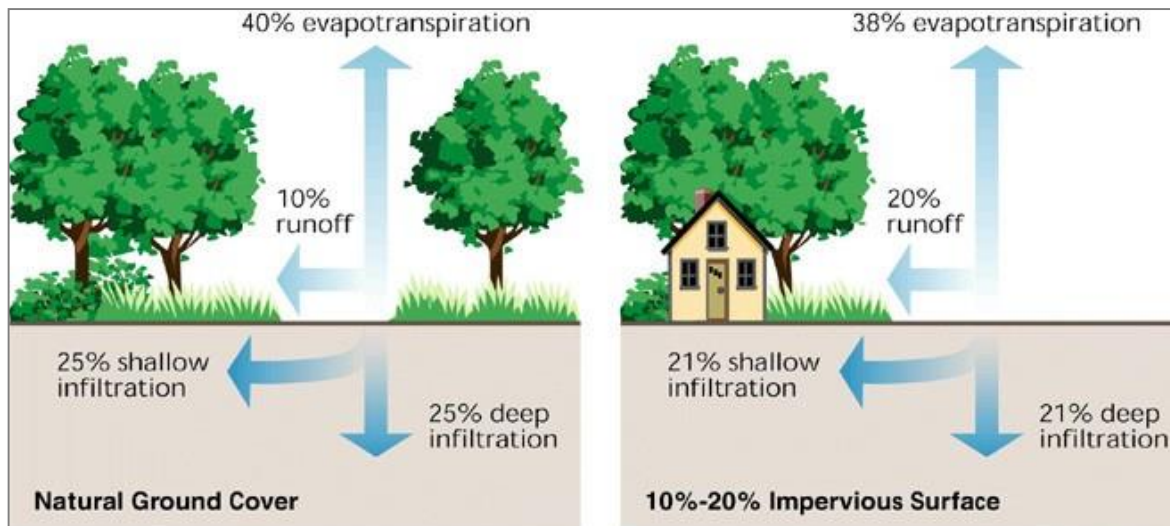 40% evapotranspiration
10%
runoff
25% shallow
infiltration
25% deep
infiltration
Natural Ground Cover
38% evapotranspiration
20%
runoff
21% shallow
infiltration
21% deep
infiltration
10%-20% Impervious Surface